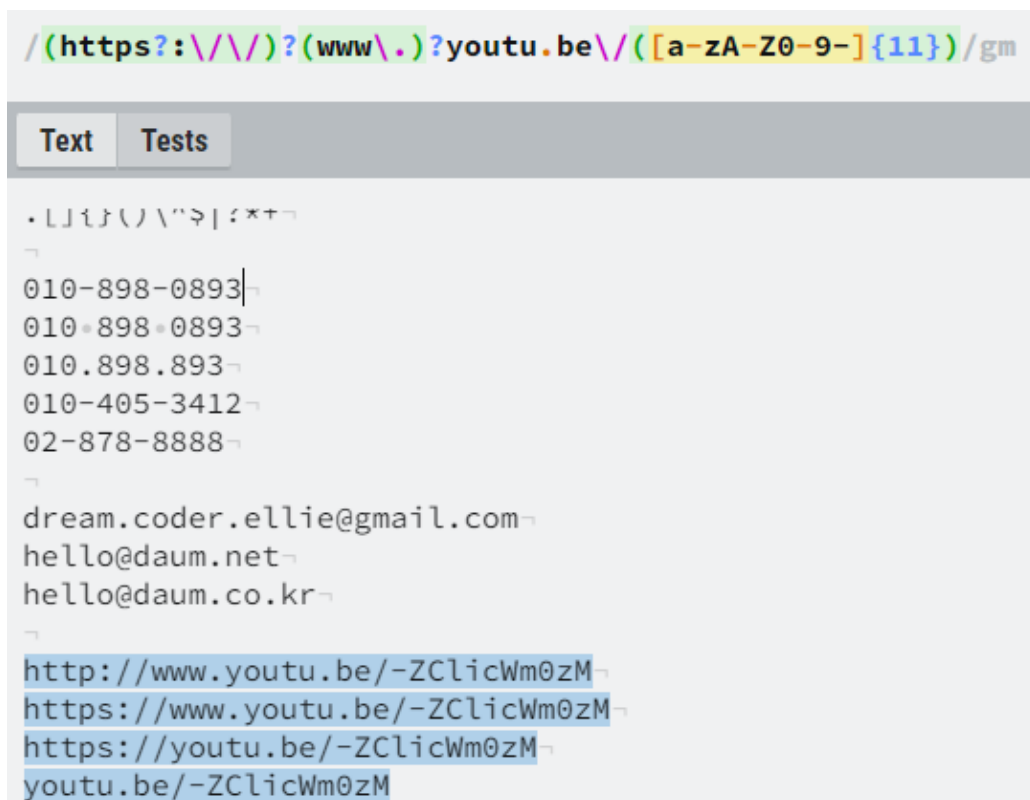 /(https?:\/\/)?(www\.)?youtu.be\/([a-zA-Z0-9-]{11})/gm
Text Tests
.[]{}()\^$|?*+¬
¬
010-898-0893¬
010•898•0893¬
010.898.893¬
010-405-3412¬
02-878-8888¬
¬
dream.coder.ellie@gmail.com¬
hello@daum.net¬
hello@daum.co.kr¬
¬
http://www.youtu.be/-ZClicWm0zM¬
https://www.youtu.be/-ZClicWm0zM¬
https://youtu.be/-ZClicWm0zM¬
youtu.be/-ZClicWm0zM